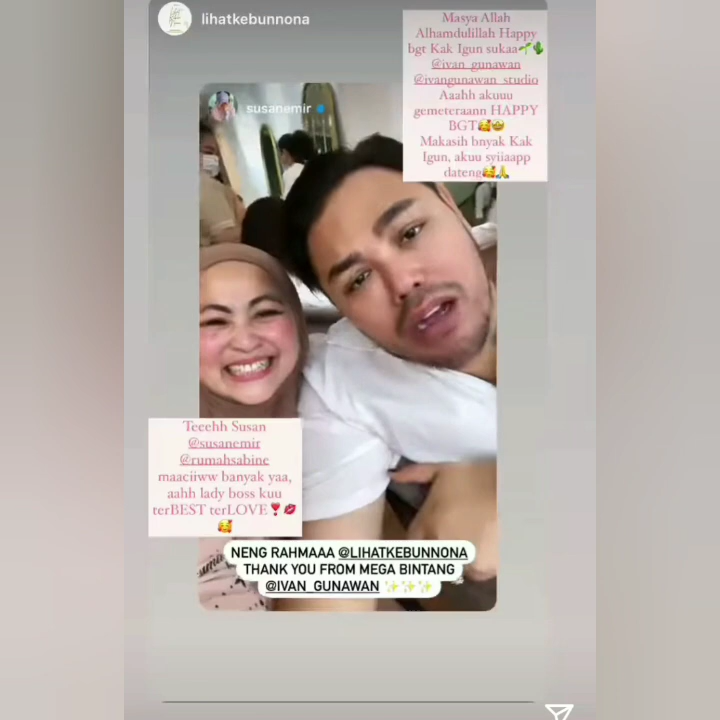 lihatkebunnona
Masya Allah
Alhamdulillah Happy
bgt Kak Igun sukaa🌱🌵
@ivan_gunawan
@ivangunawan_studio
Aaahh akuuu
gemeteraann HAPPY
BGT🥰🤩
Makasih bnyak Kak
Igun, akuu syiiaapp
dateng🥰🙏
susanemir
Teeehh Susan
@susanemir
@rumahsabine
maaciiww banyak yaa,
aahh lady boss kuu
terBEST terLOVE❣️💋
🥰
NENG RAHMAAA @LIHATKEBUNNONA
THANK YOU FROM MEGA BINTANG
@IVAN_GUNAWAN ✨✨✨